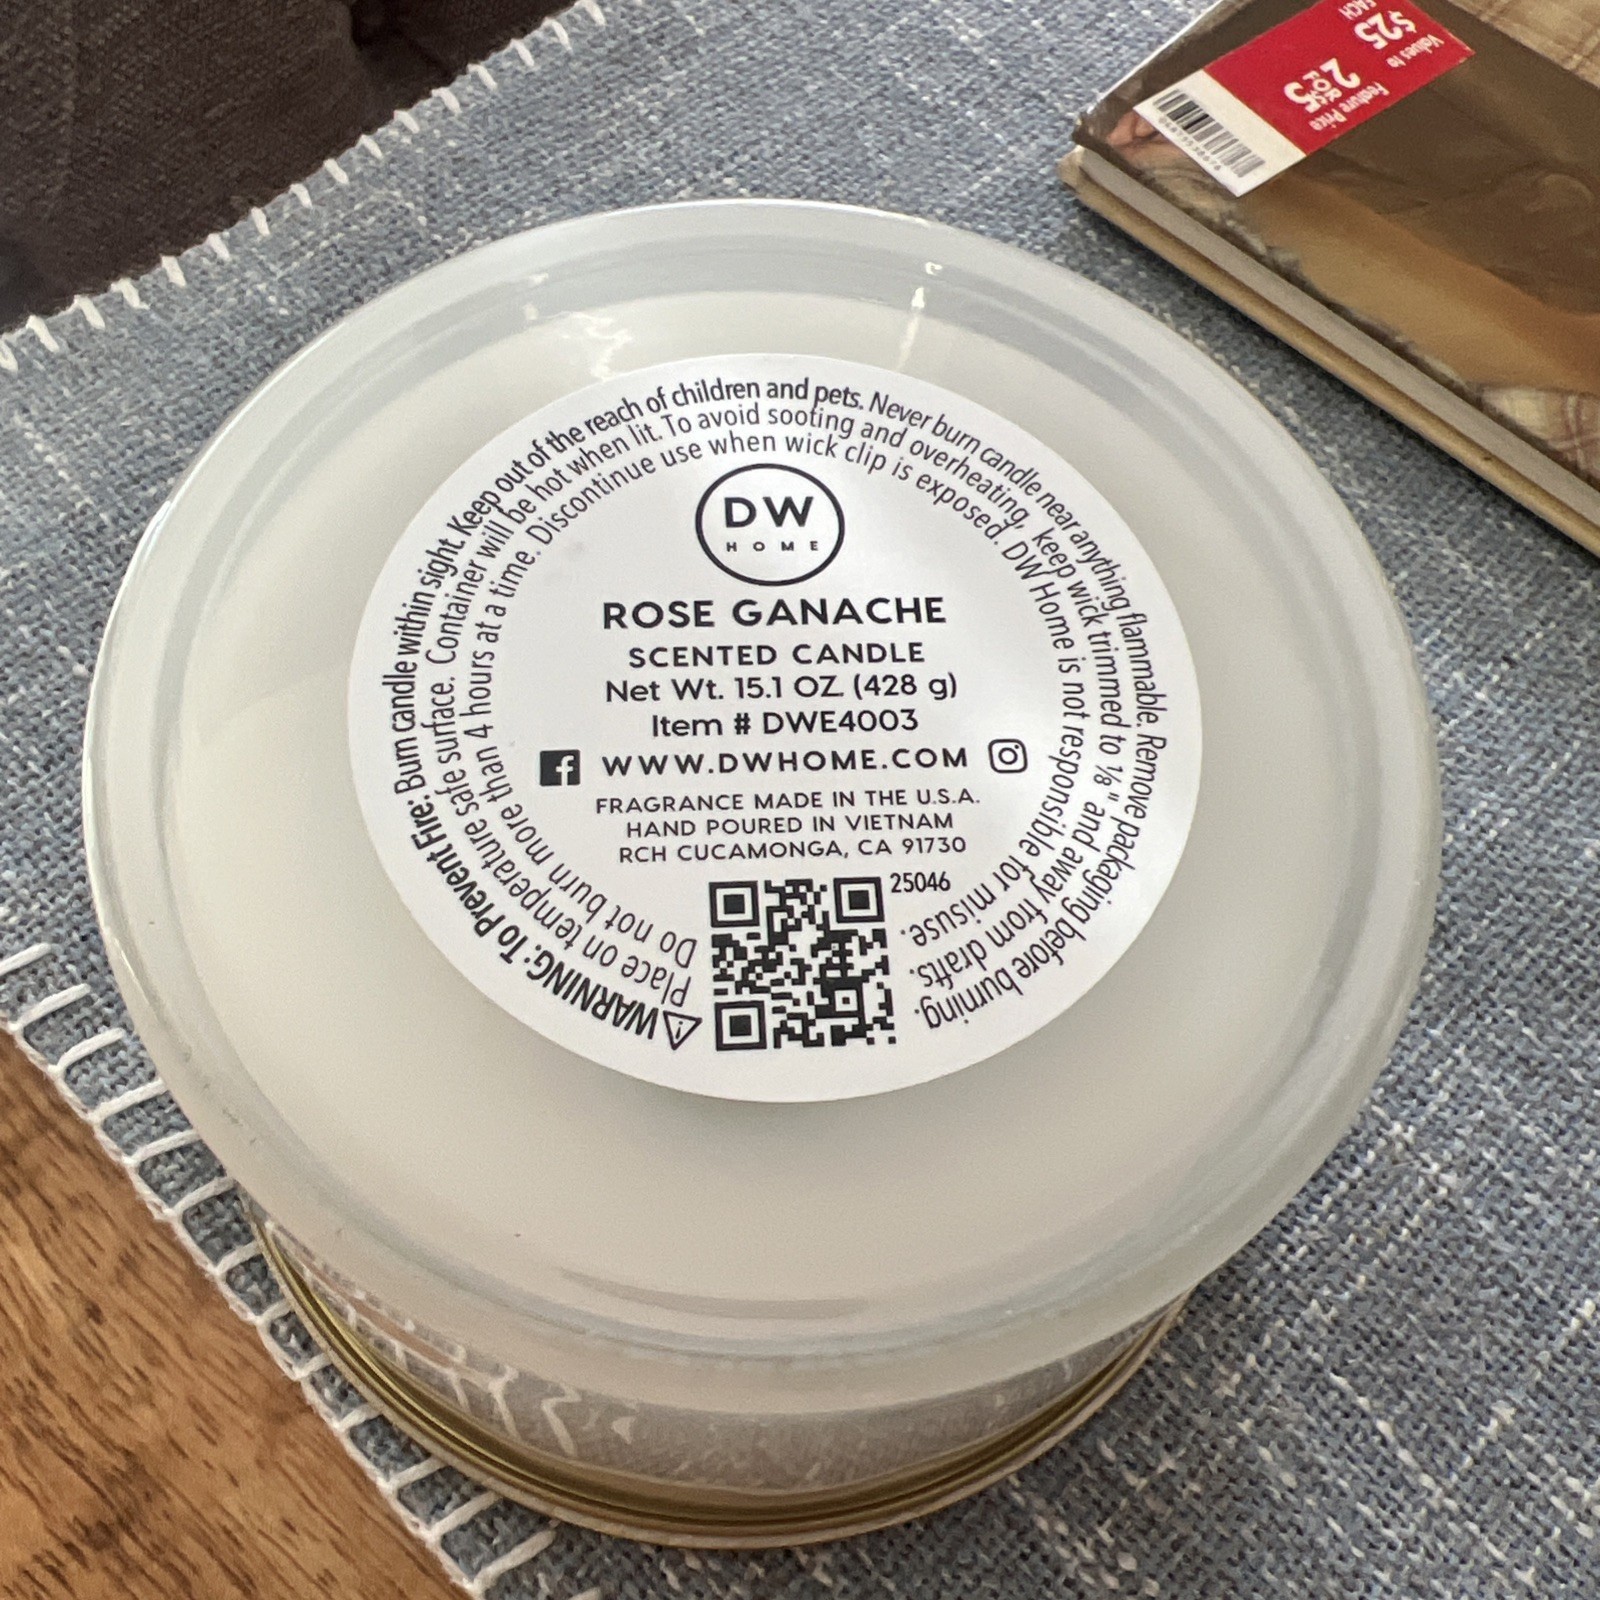 DW
HOME
ROSE GANACHE
SCENTED CANDLE
Net Wt. 15.1 OZ. (428 g)
Item # DWE4003
WWW.DWHOME.COM
FRAGRANCE MADE IN THE U.S.A.
HAND POURED IN VIETNAM
RCH CUCAMONGA, CA 91730
25046
WARNING: To Prevent Fire: Burn candle within sight. Keep out of the reach of children and pets. Never burn candle near anything flammable. Remove packaging before burning.
Place on temperature safe surface. Container will be hot when lit. To avoid sooting and overheating, keep wick trimmed to ⅛" and away from drafts.
Do not burn more than 4 hours at a time. Discontinue use when wick clip is exposed. DW Home is not responsible for misuse.
Feature Price
2 FOR $5
Values to
$25
EACH